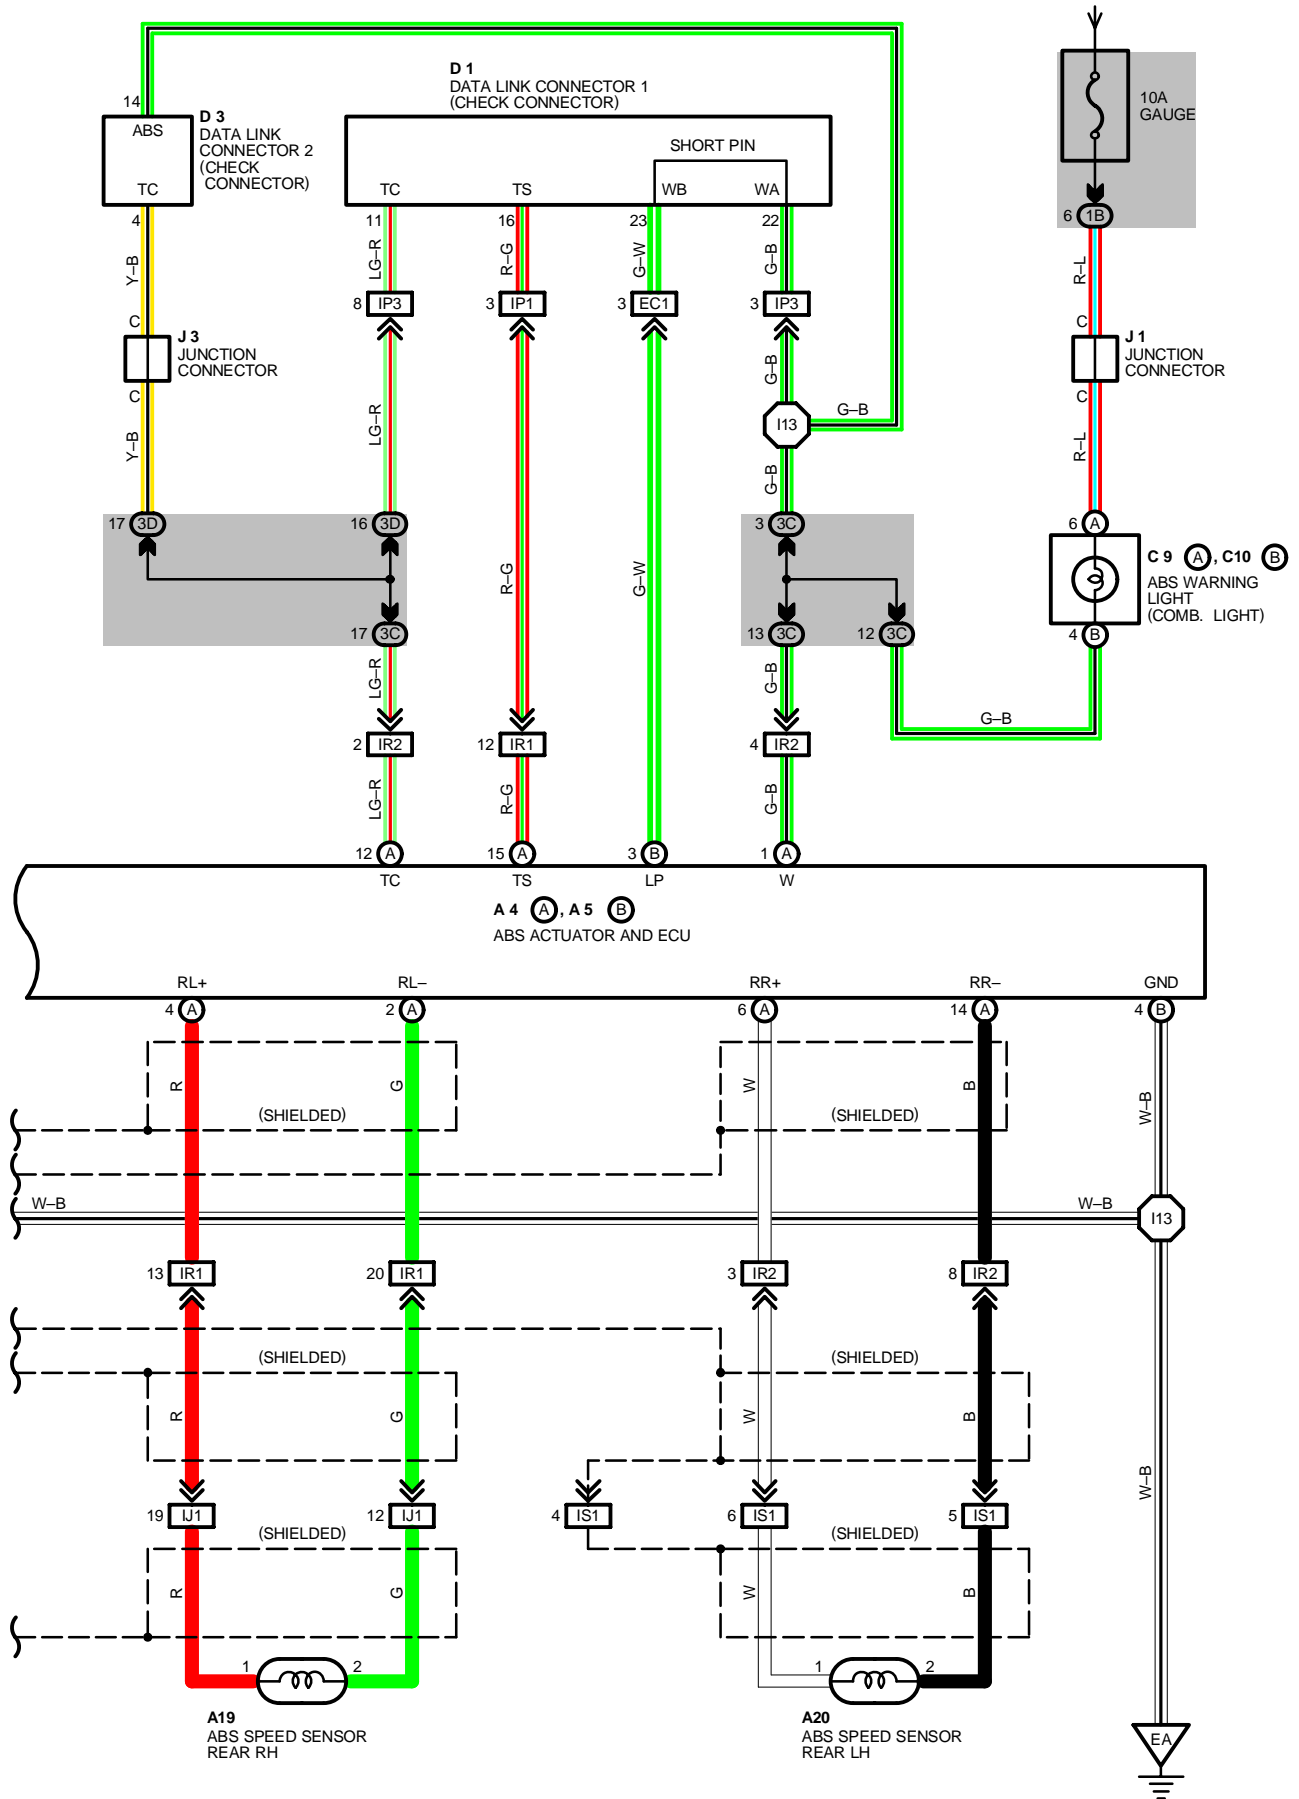 D 1
DATA LINK CONNECTOR 1
(CHECK CONNECTOR)
14
ABS
TC
4
D 3
DATA LINK
CONNECTOR 2
(CHECK
CONNECTOR)
SHORT PIN
TC
TS
WB
WA
11
16
23
22
10A
GAUGE
6 1B
Y–B
LG–R
R–G
G–W
G–B
R–L
8 IP3
3 IP1
3 EC1
3 IP3
C
J 3
JUNCTION
CONNECTOR
C
C
J 1
JUNCTION
CONNECTOR
C
G–B
I13
G–B
Y–B
LG–R
G–B
R–L
17 3D
16 3D
3 3C
6 A
R–G
G–W
C 9 A , C10 B
ABS WARNING
LIGHT
(COMB. LIGHT)
17 3C
13 3C
12 3C
4 B
LG–R
G–B
G–B
2 IR2
12 IR1
4 IR2
LG–R
R–G
G–B
12 A
15 A
3 B
1 A
TC
TS
LP
W
A 4 A , A 5 B
ABS ACTUATOR AND ECU
RL+
RL–
RR+
RR–
GND
4 A
2 A
6 A
14 A
4 B
R
G
W
B
W–B
(SHIELDED)
(SHIELDED)
W–B
W–B
I13
13 IR1
20 IR1
3 IR2
8 IR2
(SHIELDED)
(SHIELDED)
R
G
W
B
W–B
19 IJ1
12 IJ1
4 IS1
6 IS1
5 IS1
(SHIELDED)
(SHIELDED)
R
G
W
B
1
2
1
2
A19
ABS SPEED SENSOR
REAR RH
A20
ABS SPEED SENSOR
REAR LH
EA